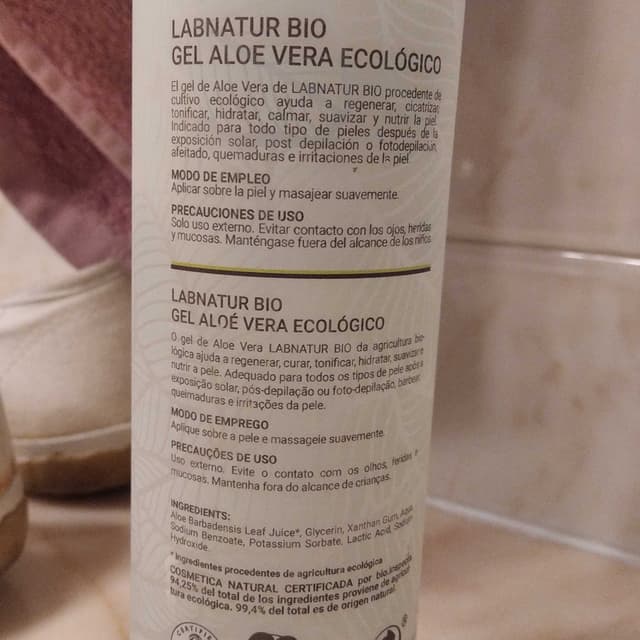 LABNATUR BIO
GEL ALOE VERA ECOLÓGICO
El gel de Aloe Vera de LABNATUR BIO procedente de
cultivo ecológico ayuda a regenerar, cicatrizar,
tonificar, hidratar, calmar, suavizar y nutrir la piel.
Indicado para todo tipo de pieles después de la
exposición solar, post depilación o fotodepilación,
afeitado, quemaduras e irritaciones de la piel.
MODO DE EMPLEO
Aplicar sobre la piel y masajear suavemente.
PRECAUCIONES DE USO
Solo uso externo. Evitar contacto con los ojos, heridas
y mucosas. Manténgase fuera del alcance de los niños.
LABNATUR BIO
GEL ALOÉ VERA ECOLÓGICO
O gel de Aloe Vera LABNATUR BIO da agricultura bio-
lógica ajuda a regenerar, curar, tonificar, hidratar, suavizar e
nutrir a pele. Adequado para todos os tipos de pele após a
exposición solar, pós-depilação ou foto-depilação, barbear,
queimaduras e irritações da pele.
MODO DE EMPREGO
Aplique sobre a pele e massageie suavemente.
PRECAUÇÕES DE USO
Uso externo. Evite o contato com os olhos, feridas e
mucosas. Mantenha fora do alcance de crianças.
INGREDIENTS:
Aloe Barbadensis Leaf Juice*, Glycerin, Xanthan Gum, Aqua,
Sodium Benzoate, Potassium Sorbate, Lactic Acid, Sodium
Hydroxide.
* Ingredientes procedentes de agricultura ecológica
COSMETICA NATURAL CERTIFICADA por bio.inspecta
94,25% del total de los ingredientes proviene de agricul-
tura ecológica. 99,4% del total es de origen natural.